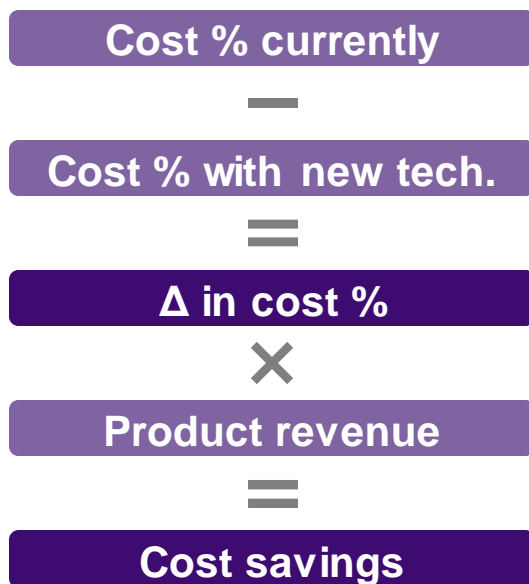 Cost % currently
−
Cost % with new tech.
=
Δ in cost %
×
Product revenue
=
Cost savings